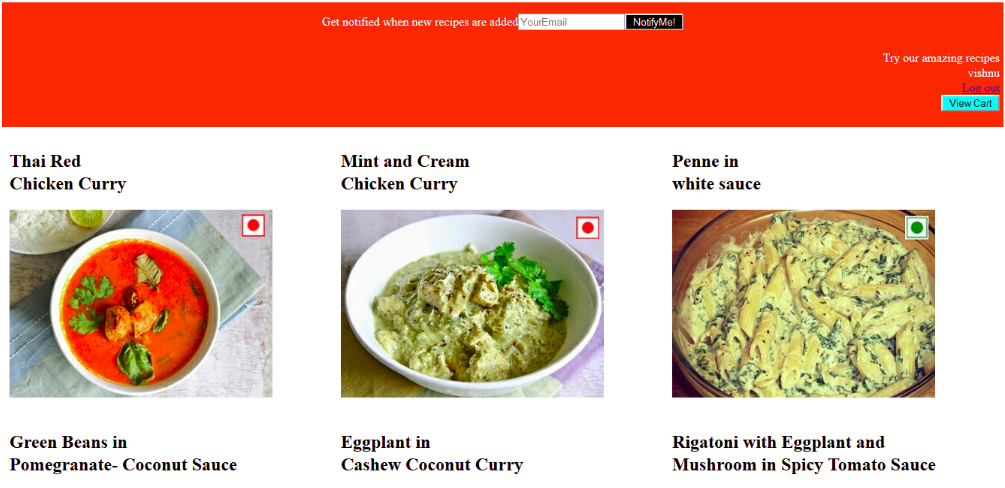 Get notified when new recipes are added YourEmail NotifyMe!
Try our amazing recipes
vishnu
Log out
View Cart
Thai Red
Chicken Curry
Mint and Cream
Chicken Curry
Penne in
white sauce
Green Beans in
Pomegranate- Coconut Sauce
Eggplant in
Cashew Coconut Curry
Rigatoni with Eggplant and
Mushroom in Spicy Tomato Sauce